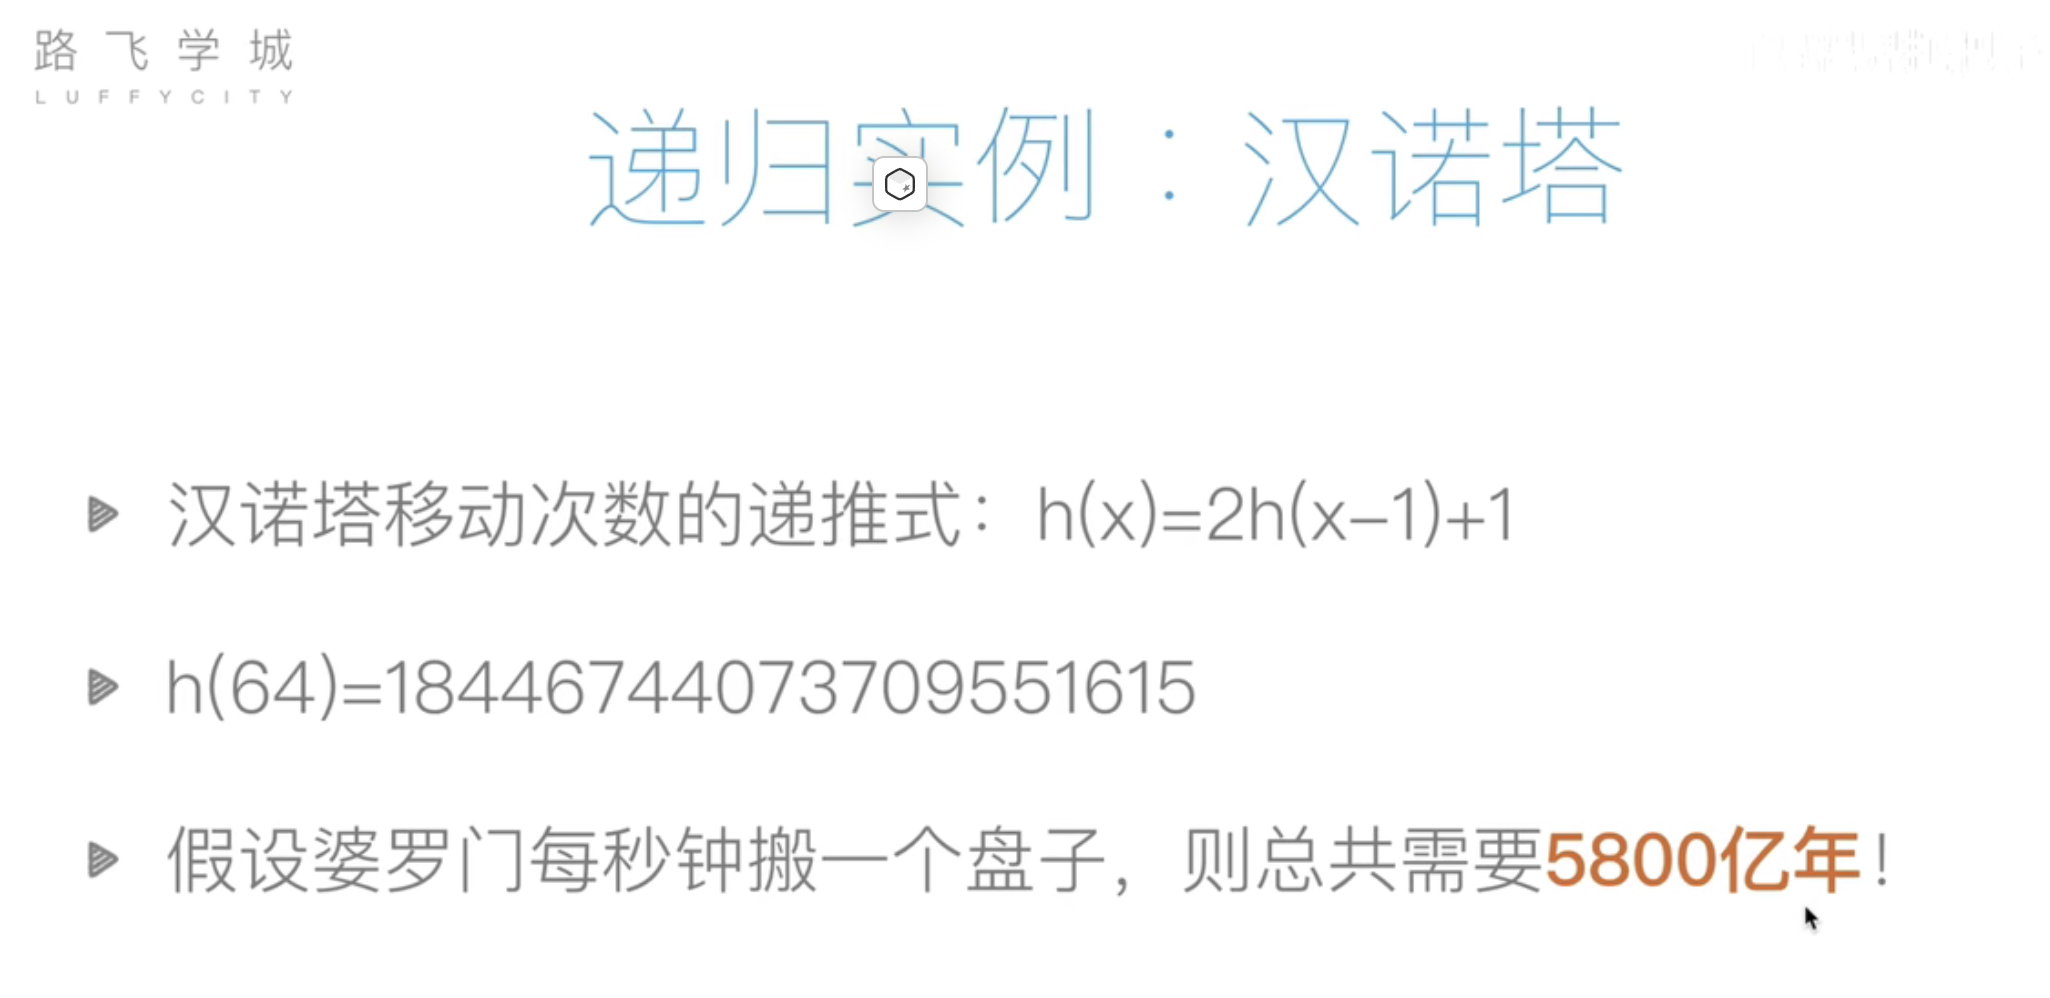 路飞学城
LUFFYCITY
递归实例：汉诺塔
汉诺塔移动次数的递推式：h(x)=2h(x−1)+1
h(64)=18446744073709551615
假设婆罗门每秒钟搬一个盘子，则总共需要5800亿年！